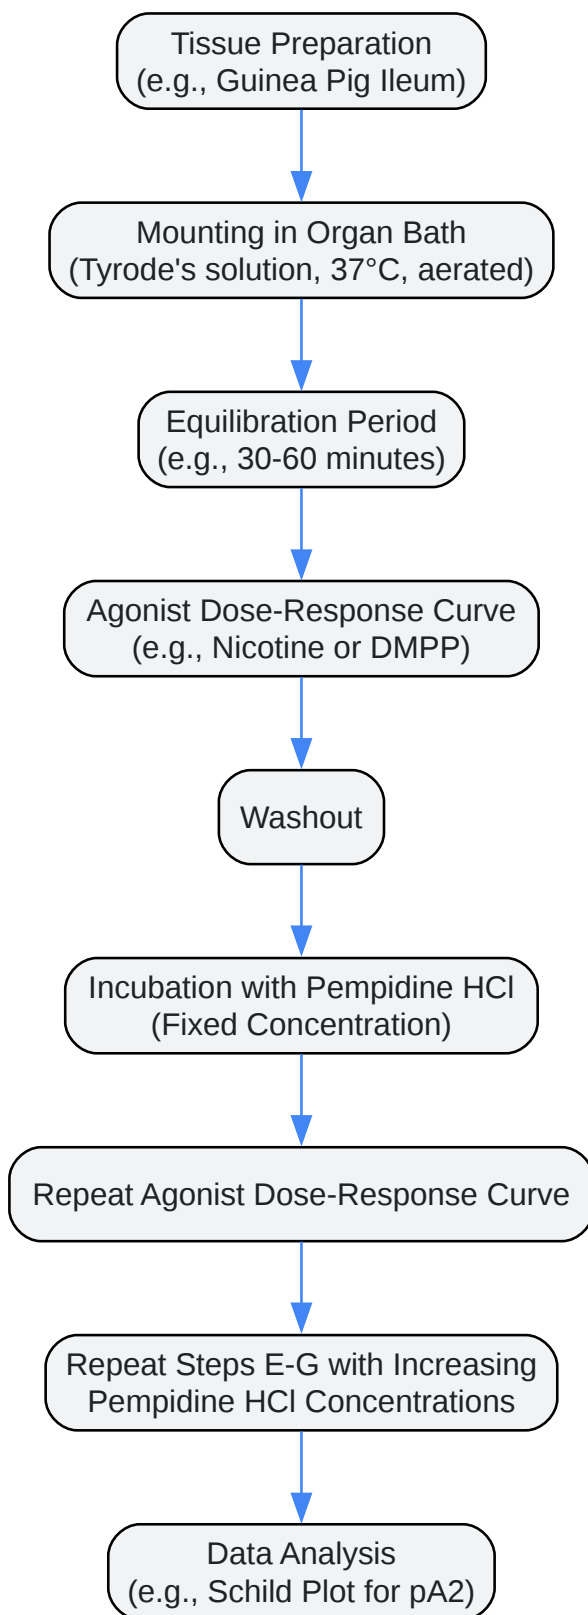 Tissue Preparation
(e.g., Guinea Pig Ileum)
Mounting in Organ Bath
(Tyrode's solution, 37°C, aerated)
Equilibration Period
(e.g., 30-60 minutes)
Agonist Dose-Response Curve
(e.g., Nicotine or DMPP)
Washout
Incubation with Pempidine HCl
(Fixed Concentration)
Repeat Agonist Dose-Response Curve
Repeat Steps E-G with Increasing
Pempidine HCl Concentrations
Data Analysis
(e.g., Schild Plot for pA2)